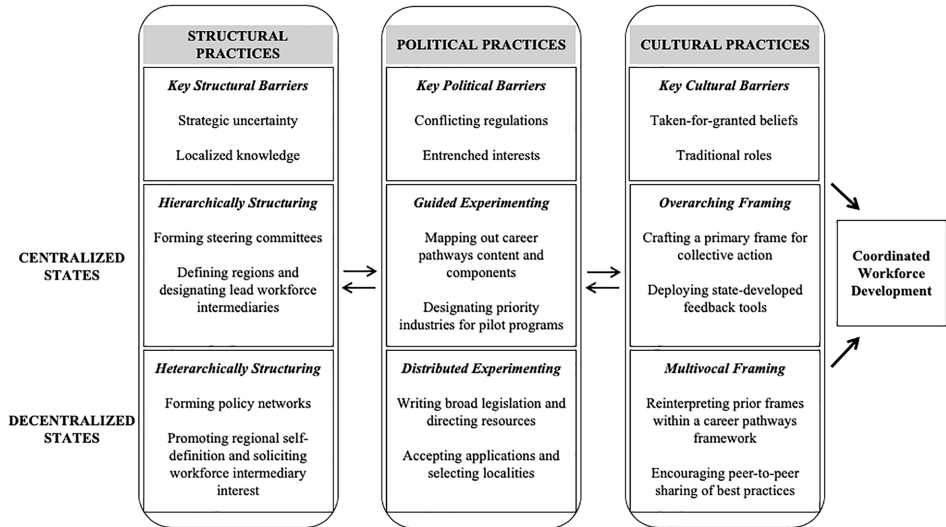 STRUCTURAL
PRACTICES
Key Structural Barriers
Strategic uncertainty
Localized knowledge
Hierarchically Structuring
Forming steering committees
Defining regions and
designating lead workforce
intermediaries
Heterarchically Structuring
Forming policy networks
Promoting regional self-
definition and soliciting
workforce intermediary
interest
POLITICAL PRACTICES
Key Political Barriers
Conflicting regulations
Entrenched interests
Guided Experimenting
Mapping out career
pathways content and
components
Designating priority
industries for pilot programs
Distributed Experimenting
Writing broad legislation and
directing resources
Accepting applications and
selecting localities
CULTURAL PRACTICES
Key Cultural Barriers
Taken-for-granted beliefs
Traditional roles
Overarching Framing
Crafting a primary frame for
collective action
Deploying state-developed
feedback tools
Multivocal Framing
Reinterpreting prior frames
within a career pathways
framework
Encouraging peer-to-peer
sharing of best practices
CENTRALIZED
STATES
DECENTRALIZED
STATES
Coordinated
Workforce
Development